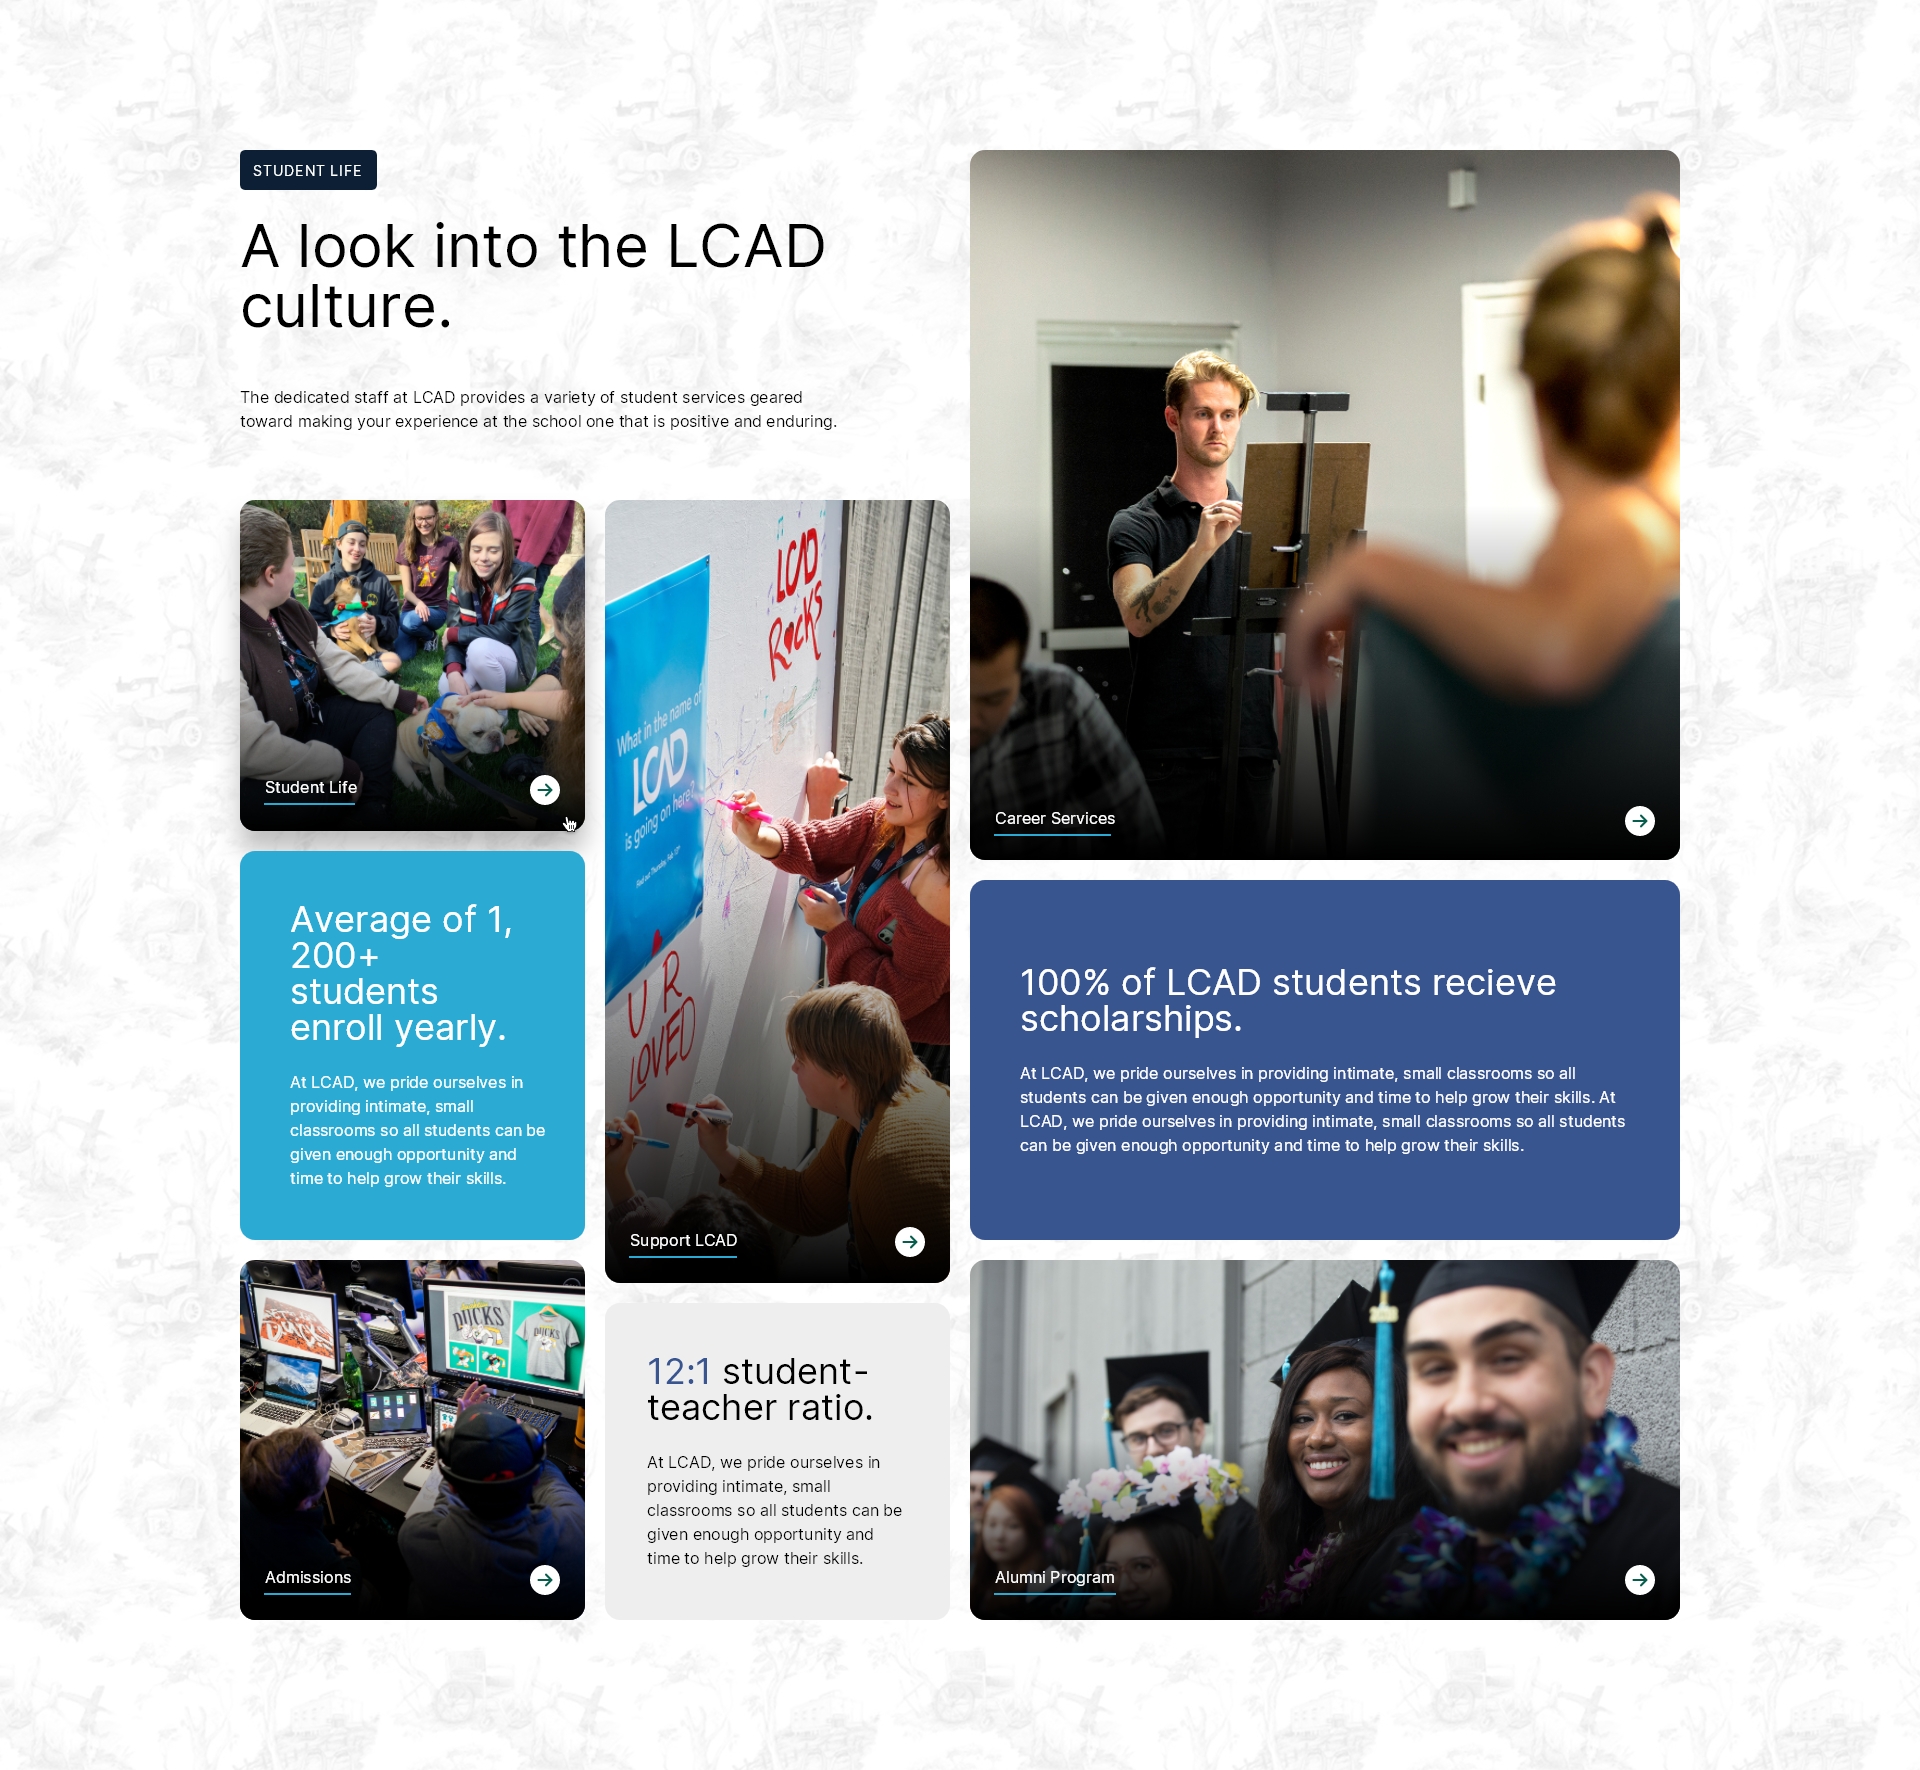 STUDENT LIFE
A look into the LCAD
culture.
The dedicated staff at LCAD provides a variety of student services geared
toward making your experience at the school one that is positive and enduring.
Student Life
LCAD
ROCKS
What in the name of
LCAD
is going on here?
U R
LOVED
Support LCAD
Career Services
Average of 1,
200+
students
enroll yearly.
At LCAD, we pride ourselves in
providing intimate, small
classrooms so all students can be
given enough opportunity and
time to help grow their skills.
100% of LCAD students recieve
scholarships.
At LCAD, we pride ourselves in providing intimate, small classrooms so all
students can be given enough opportunity and time to help grow their skills. At
LCAD, we pride ourselves in providing intimate, small classrooms so all students
can be given enough opportunity and time to help grow their skills.
DUCKS
DUCKS
Admissions
12:1 student-
teacher ratio.
At LCAD, we pride ourselves in
providing intimate, small
classrooms so all students can be
given enough opportunity and
time to help grow their skills.
Alumni Program